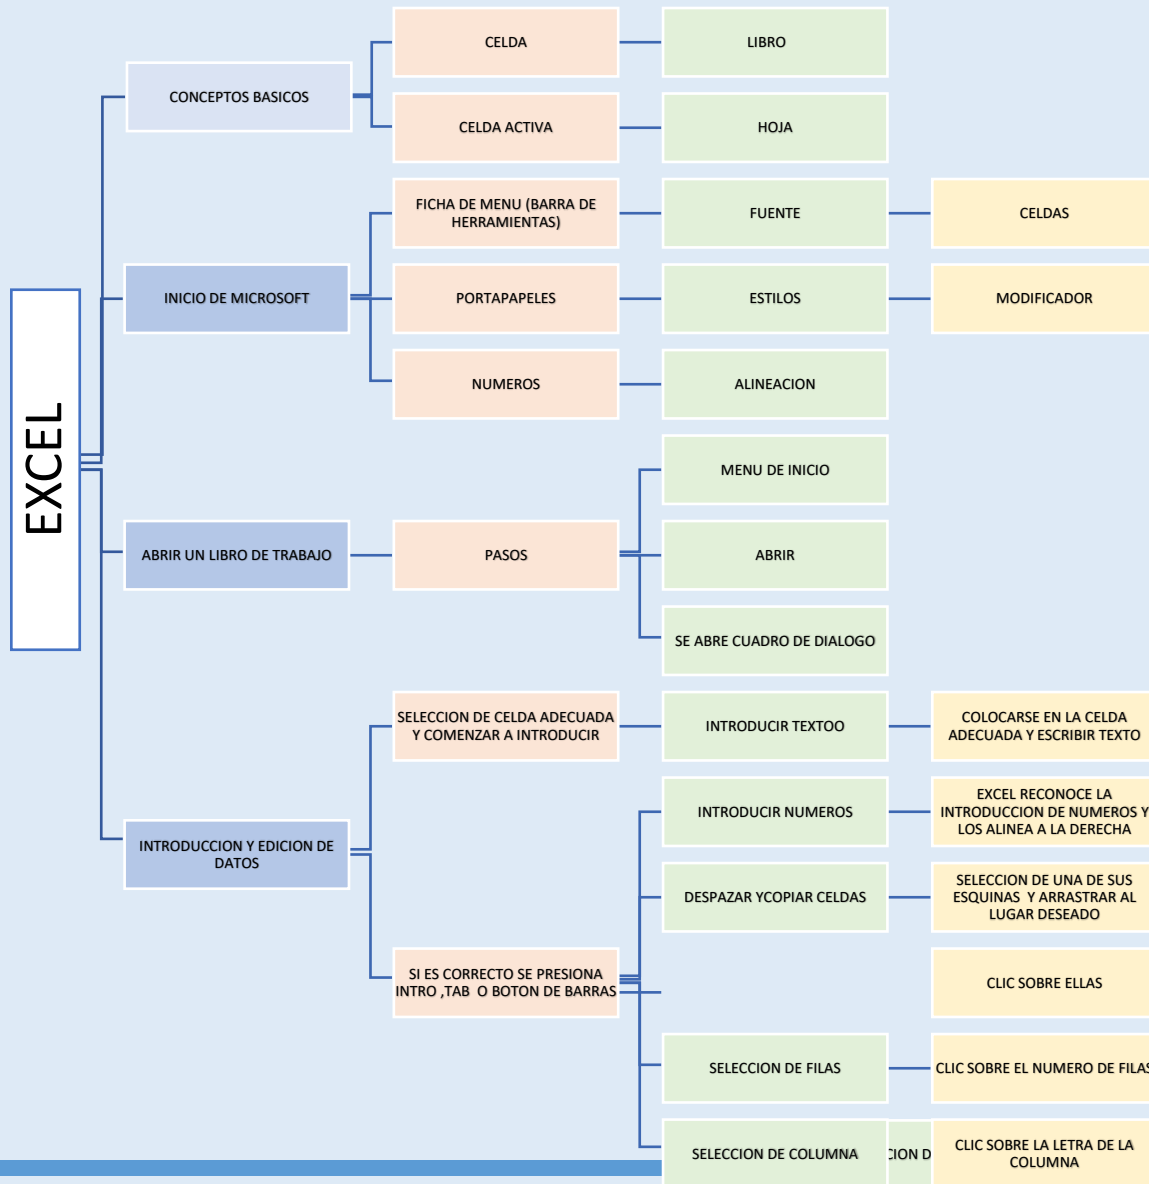 EXCEL
CONCEPTOS BASICOS
CELDA
LIBRO
CELDA ACTIVA
HOJA
INICIO DE MICROSOFT
FICHA DE MENU (BARRA DE
HERRAMIENTAS)
FUENTE
CELDAS
PORTAPAPELES
ESTILOS
MODIFICADOR
NUMEROS
ALINEACION
ABRIR UN LIBRO DE TRABAJO
PASOS
MENU DE INICIO
ABRIR
SE ABRE CUADRO DE DIALOGO
INTRODUCCION Y EDICION DE
DATOS
SELECCION DE CELDA ADECUADA
Y COMENZAR A INTRODUCIR
INTRODUCIR TEXTOO
COLOCARSE EN LA CELDA
ADECUADA Y ESCRIBIR TEXTO
SI ES CORRECTO SE PRESIONA
INTRO ,TAB O BOTON DE BARRAS
INTRODUCIR NUMEROS
EXCEL RECONOCE LA
INTRODUCCION DE NUMEROS Y
LOS ALINEA A LA DERECHA
DESPAZAR YCOPIAR CELDAS
SELECCION DE UNA DE SUS
ESQUINAS Y ARRASTRAR AL
LUGAR DESEADO
CLIC SOBRE ELLAS
SELECCION DE FILAS
CLIC SOBRE EL NUMERO DE FILAS
SELECCION DE COLUMNA
CLIC SOBRE LA LETRA DE LA
COLUMNA